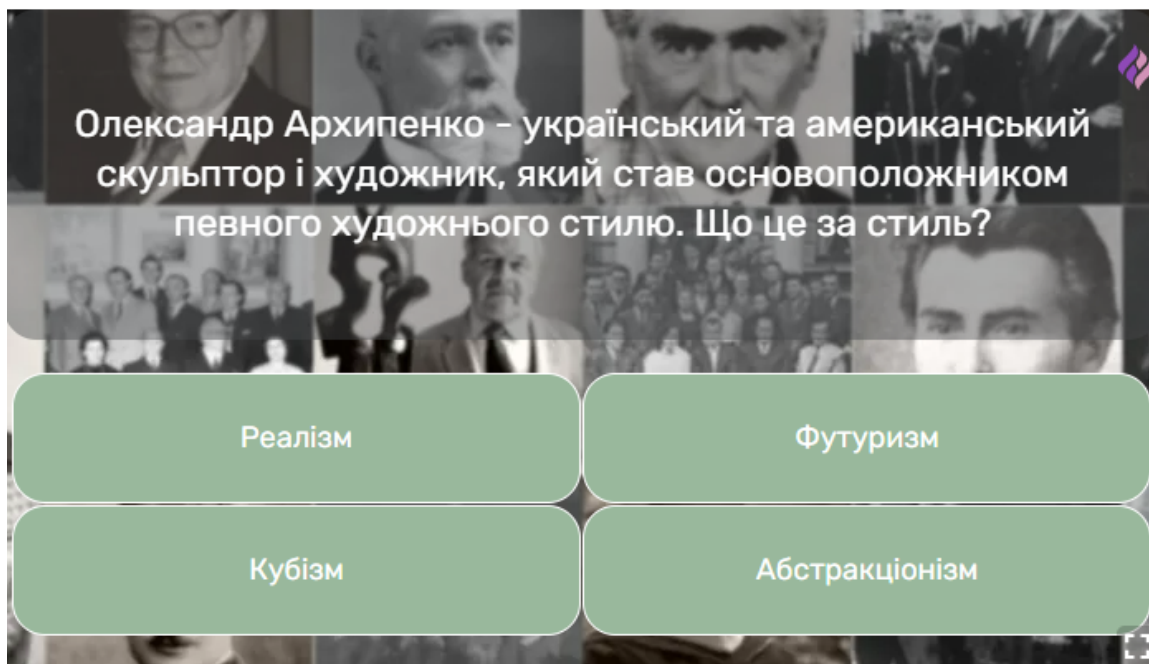 Олександр Архипенко - український та американський
скульптор і художник, який став основоположником
певного художнього стилю. Що це за стиль?
Реалізм
Футуризм
Кубізм
Абстракціонізм